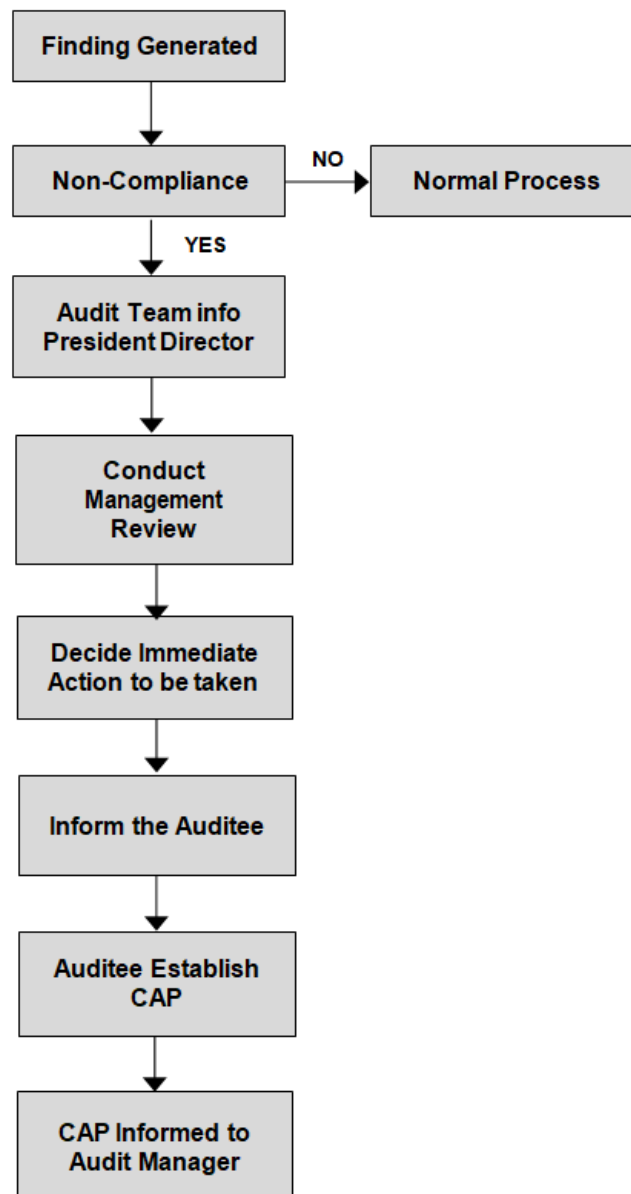 Finding Generated
Non-Compliance
NO
Normal Process
YES
Audit Team info
President Director
Conduct
Management
Review
Decide Immediate
Action to be taken
Inform the Auditee
Auditee Establish
CAP
CAP Informed to
Audit Manager